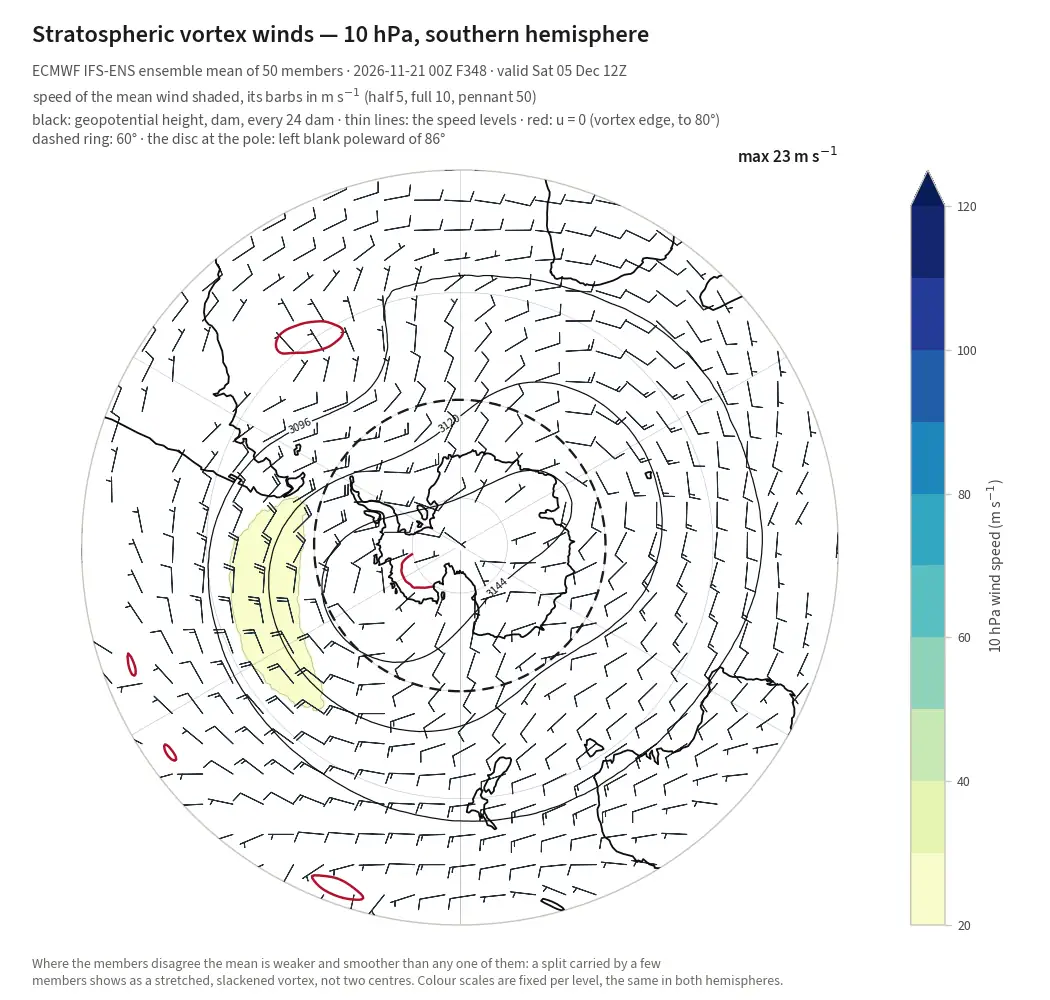 Stratospheric vortex winds — 10 hPa, southern hemisphere
ECMWF IFS-ENS ensemble mean of 50 members · 2026-11-21 00Z F348 · valid Sat 05 Dec 12Z
speed of the mean wind shaded, its barbs in m s⁻¹ (half 5, full 10, pennant 50)
black: geopotential height, dam, every 24 dam · thin lines: the speed levels · red: u = 0 (vortex edge, to 80°)
dashed ring: 60° · the disc at the pole: left blank poleward of 86°
max 23 m s⁻¹
120
100
80
60
40
20
10 hPa wind speed (m s⁻¹)
3096
3120
3144
Where the members disagree the mean is weaker and smoother than any one of them: a split carried by a few
members shows as a stretched, slackened vortex, not two centres. Colour scales are fixed per level, the same in both hemispheres.